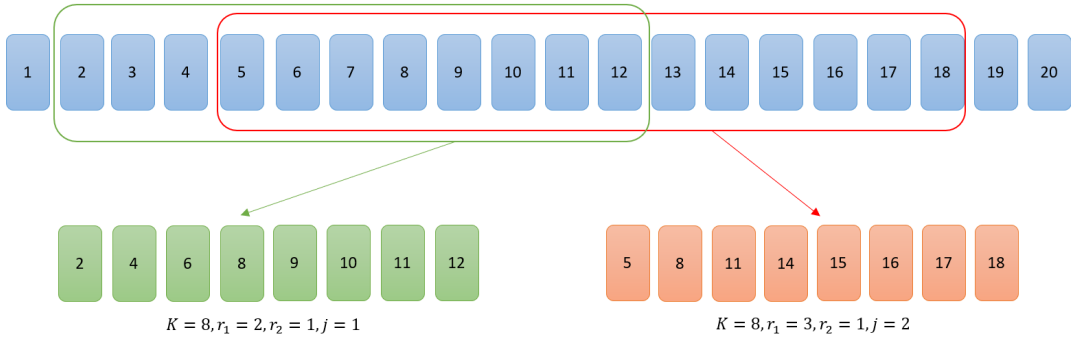 1 2 3 4 5 6 7 8 9 10 11 12 13 14 15 16 17 18 19 20
2 4 6 8 9 10 11 12
5 8 11 14 15 16 17 18
K = 8, r₁ = 2, r₂ = 1, j = 1
K = 8, r₁ = 3, r₂ = 1, j = 2